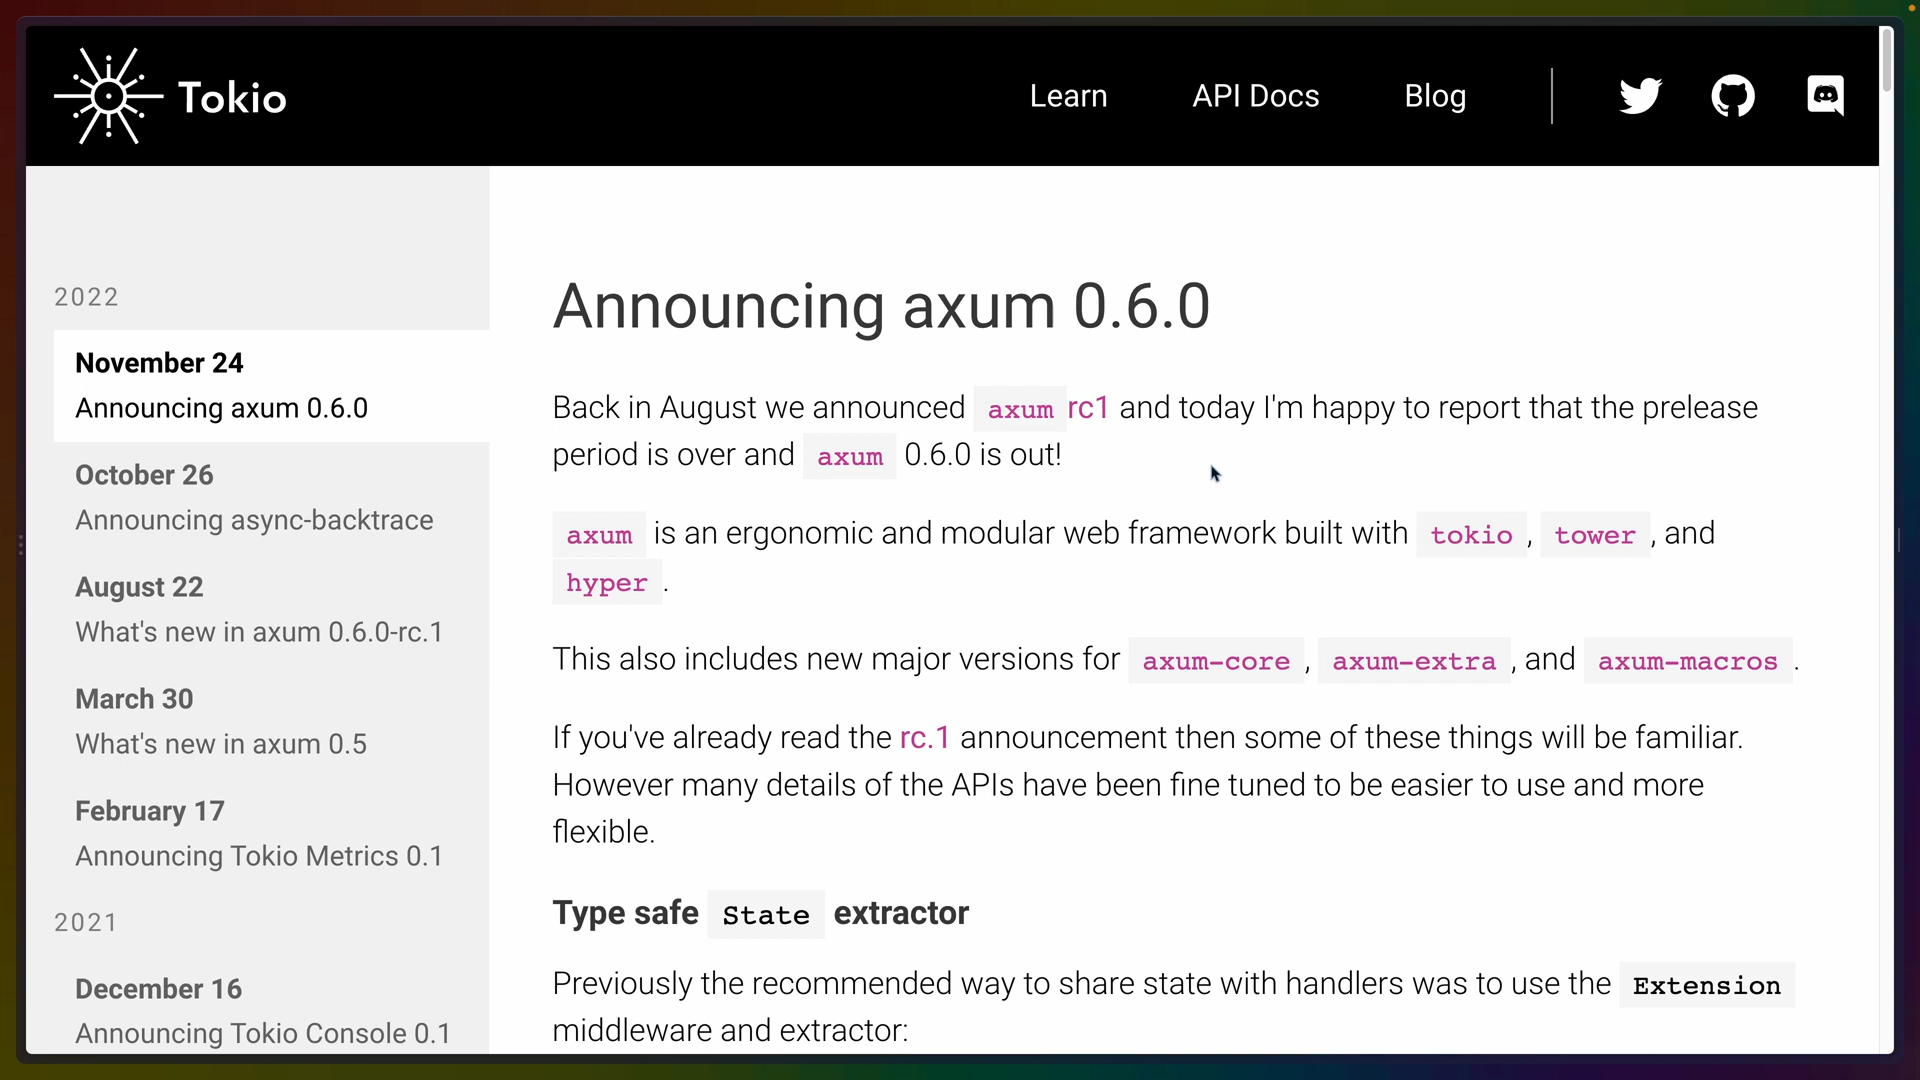 Tokio
Learn
API Docs
Blog
2022
November 24
Announcing axum 0.6.0
October 26
Announcing async-backtrace
August 22
What's new in axum 0.6.0-rc.1
March 30
What's new in axum 0.5
February 17
Announcing Tokio Metrics 0.1
2021
December 16
Announcing Tokio Console 0.1
Announcing axum 0.6.0
Back in August we announced axum rc1 and today I'm happy to report that the prelease
period is over and axum 0.6.0 is out!
axum is an ergonomic and modular web framework built with tokio , tower , and
hyper .
This also includes new major versions for axum-core , axum-extra , and axum-macros .
If you've already read the rc.1 announcement then some of these things will be familiar.
However many details of the APIs have been fine tuned to be easier to use and more
flexible.
Type safe State extractor
Previously the recommended way to share state with handlers was to use the Extension
middleware and extractor: